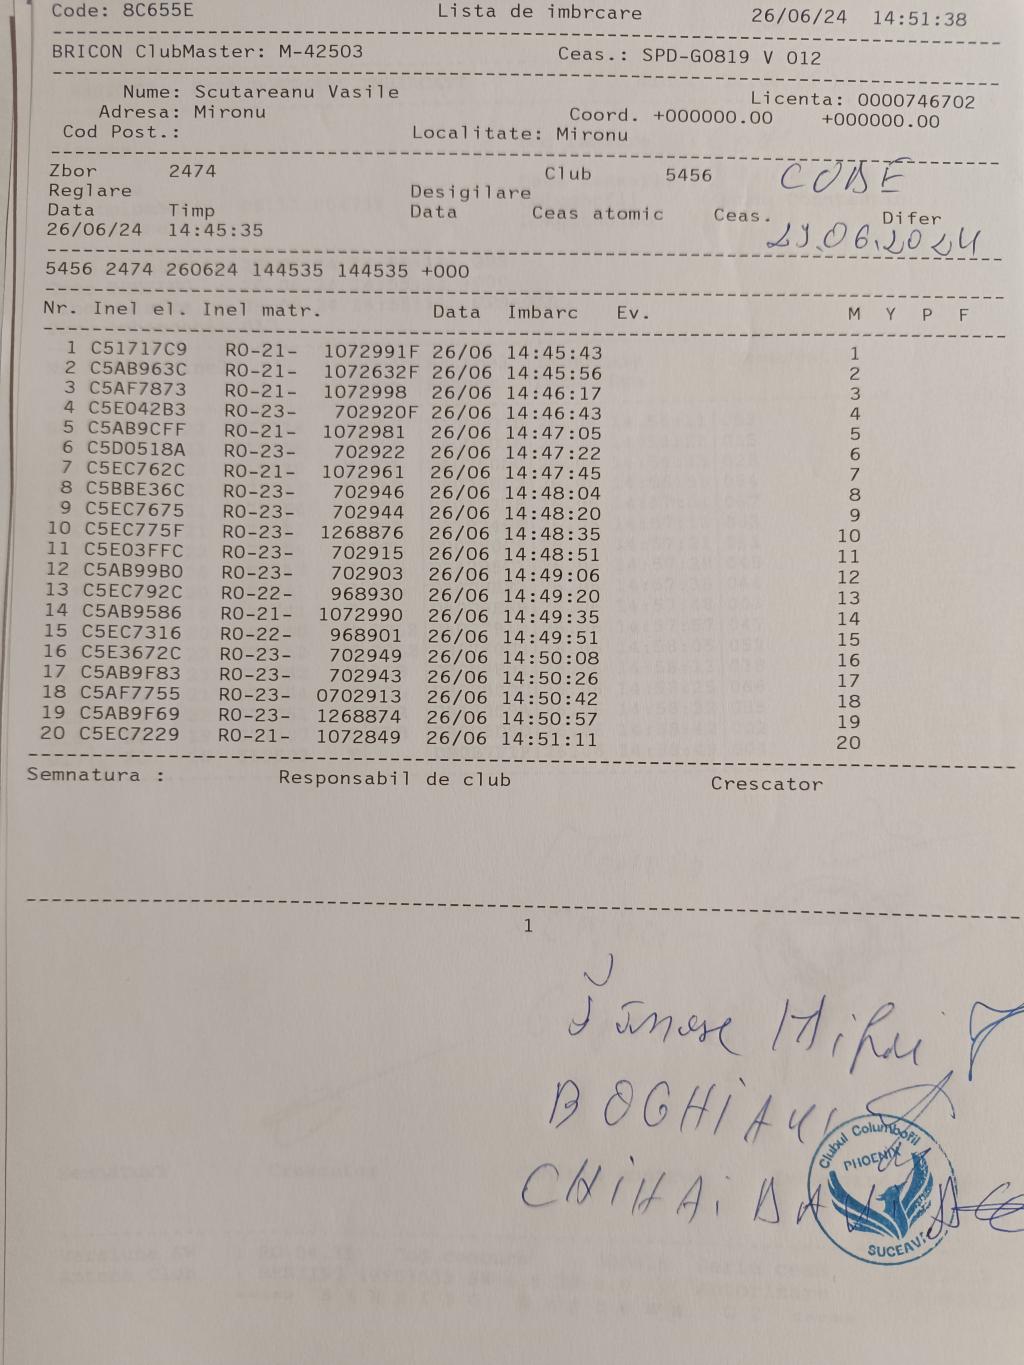 Code: 8C655E Lista de imbrcare 26/06/24 14:51:38
BRICON ClubMaster: M-42503 Ceas.: SPD-G0819 V 012
Nume: Scutareanu Vasile Licenta: 0000746702
Adresa: Mironu Coord. +000000.00 +000000.00
Cod Post.: Localitate: Mironu
Zbor 2474 Club 5456 CODE
Reglare Desigilare
Data Timp Data Ceas atomic Ceas. Difer
26/06/24 14:45:35 29.06.2024
5456 2474 260624 144535 144535 +000
Nr. Inel el. Inel matr. Data Imbarc Ev. M Y P F
1 C51717C9 RO-21- 1072991F 26/06 14:45:43 1
2 C5AB963C RO-21- 1072632F 26/06 14:45:56 2
3 C5AF7873 RO-21- 1072998 26/06 14:46:17 3
4 C5E042B3 RO-23- 702920F 26/06 14:46:43 4
5 C5AB9CFF RO-21- 1072981 26/06 14:47:05 5
6 C5D0518A RO-23- 702922 26/06 14:47:22 6
7 C5EC762C RO-21- 1072961 26/06 14:47:45 7
8 C5BBE36C RO-23- 702946 26/06 14:48:04 8
9 C5EC7675 RO-23- 702944 26/06 14:48:20 9
10 C5EC775F RO-23- 1268876 26/06 14:48:35 10
11 C5E03FFC RO-23- 702915 26/06 14:48:51 11
12 C5AB99B0 RO-23- 702903 26/06 14:49:06 12
13 C5EC792C RO-22- 968930 26/06 14:49:20 13
14 C5AB9586 RO-21- 1072990 26/06 14:49:35 14
15 C5EC7316 RO-22- 968901 26/06 14:49:51 15
16 C5E3672C RO-23- 702949 26/06 14:50:08 16
17 C5AB9F83 RO-23- 702943 26/06 14:50:26 17
18 C5AF7755 RO-23- 0702913 26/06 14:50:42 18
19 C5AB9F69 RO-23- 1268874 26/06 14:50:57 19
20 C5EC7229 RO-21- 1072849 26/06 14:51:11 20
Semnatura : Responsabil de club Crescator
1
Mihai
BOGHIAN
CHIHAI DAN
Clubul Columbofil
PHOENIX
SUCEAVA